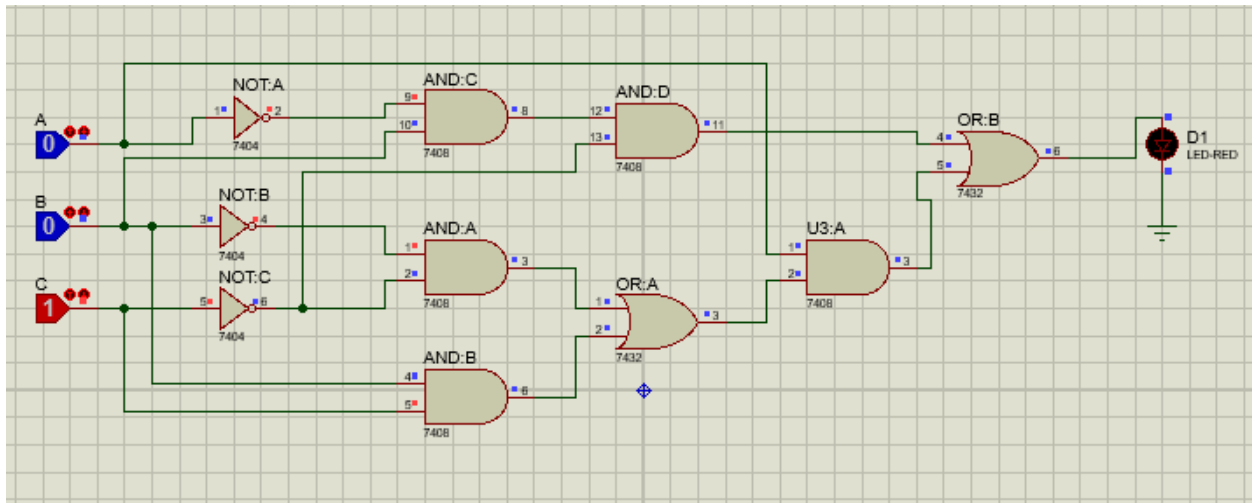 NOT:A
AND:C
AND:D
OR:B
A
0
1 2
7404
9
10
8
7408
12
13
11
7408
4
5
6
7432
D1
LED-RED
B
0
NOT:B
3 4
7404
AND:A
1
2
3
7408
U3:A
1
2
3
7408
C
1
NOT:C
5 6
7404
OR:A
1
2
3
7432
AND:B
4
5
6
7408